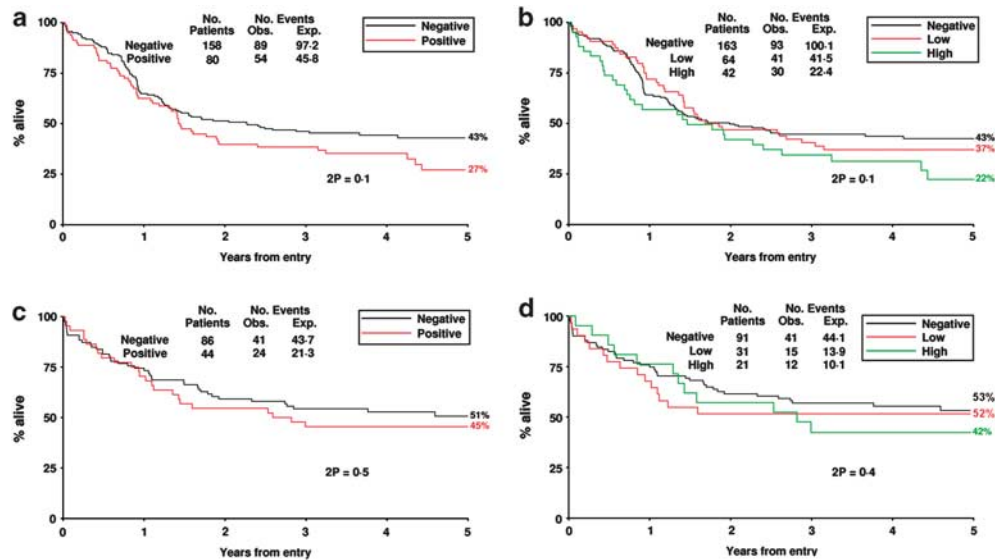 a
No. No. Events
Patients Obs. Exp.
Negative 158 89 97·2
Positive 80 54 45·8
Negative
Positive
100
75
50
25
0
% alive
43%
27%
2P = 0·1
0 1 2 3 4 5
Years from entry
b
No. No. Events
Patients Obs. Exp.
Negative 163 93 100·1
Low 64 41 41·5
High 42 30 22·4
Negative
Low
High
100
75
50
25
0
% alive
43%
37%
22%
2P = 0·1
0 1 2 3 4 5
Years from entry
c
No. No. Events
Patients Obs. Exp.
Negative 86 41 43·7
Positive 44 24 21·3
Negative
Positive
100
75
50
25
0
% alive
51%
45%
2P = 0·5
0 1 2 3 4 5
Years from entry
d
No. No. Events
Patients Obs. Exp.
Negative 91 41 44·1
Low 31 15 13·9
High 21 12 10·1
Negative
Low
High
100
75
50
25
0
% alive
53%
52%
42%
2P = 0·4
0 1 2 3 4 5
Years from entry